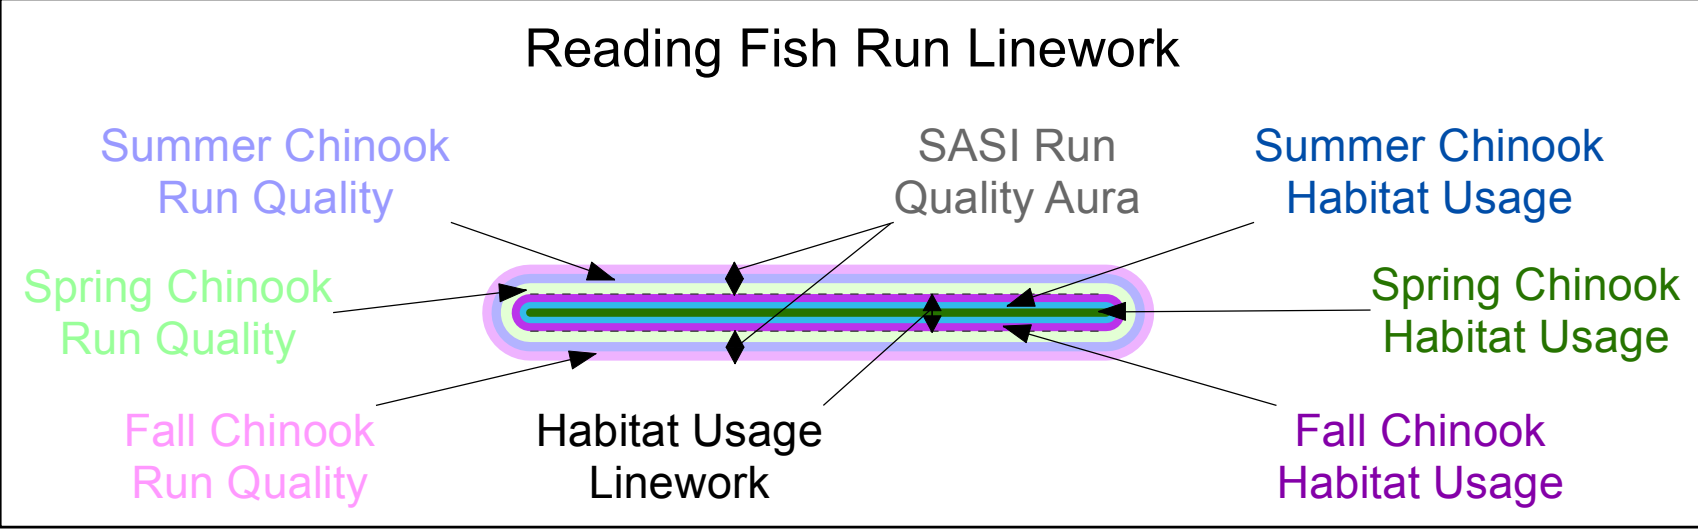 Reading Fish Run Linework
Summer Chinook
Run Quality
SASI Run
Quality Aura
Summer Chinook
Habitat Usage
Spring Chinook
Run Quality
Spring Chinook
Habitat Usage
Fall Chinook
Run Quality
Habitat Usage
Linework
Fall Chinook
Habitat Usage